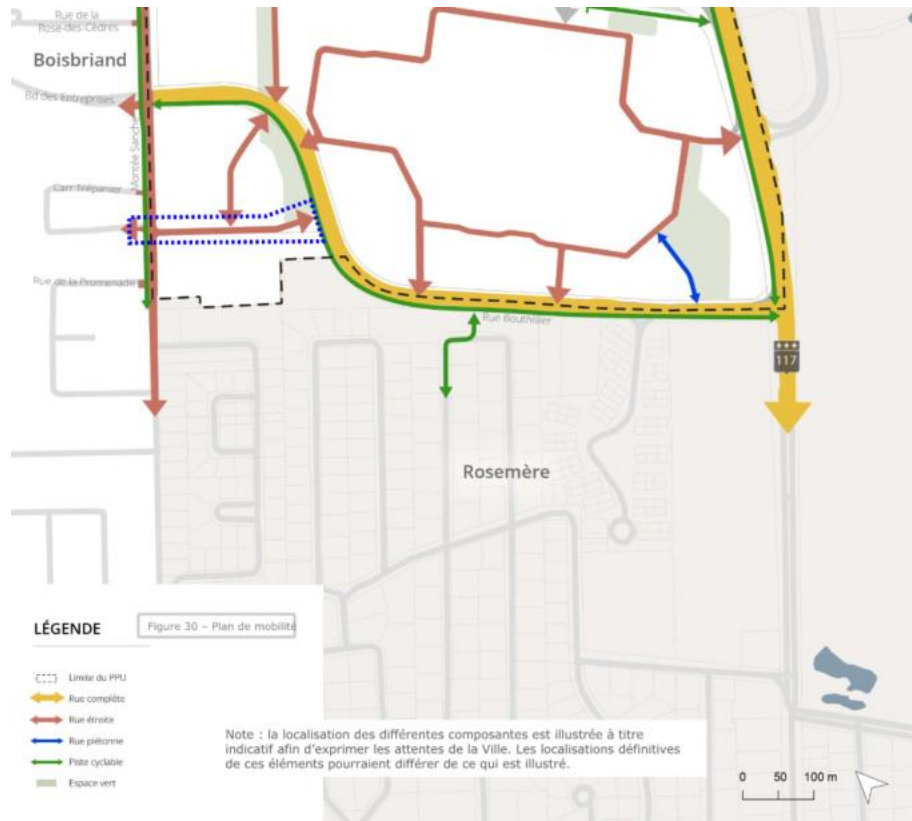 Rue de la
Rose-des Cèdres
Boisbriand
Bd des Entreprises
Montée Sanche
Carr Trépanier
Rue de la Promenade
Rue Bouthillier
117
Rosemère
LÉGENDE
Figure 30 – Plan de mobilité
Limite du PPU
Rue complète
Rue étroite
Rue piétonne
Piste cyclable
Espace vert
Note : la localisation des différentes composantes est illustrée à titre
indicatif afin d'exprimer les attentes de la Ville. Les localisations définitives
de ces éléments pourraient différer de ce qui est illustré.
0 50 100 m